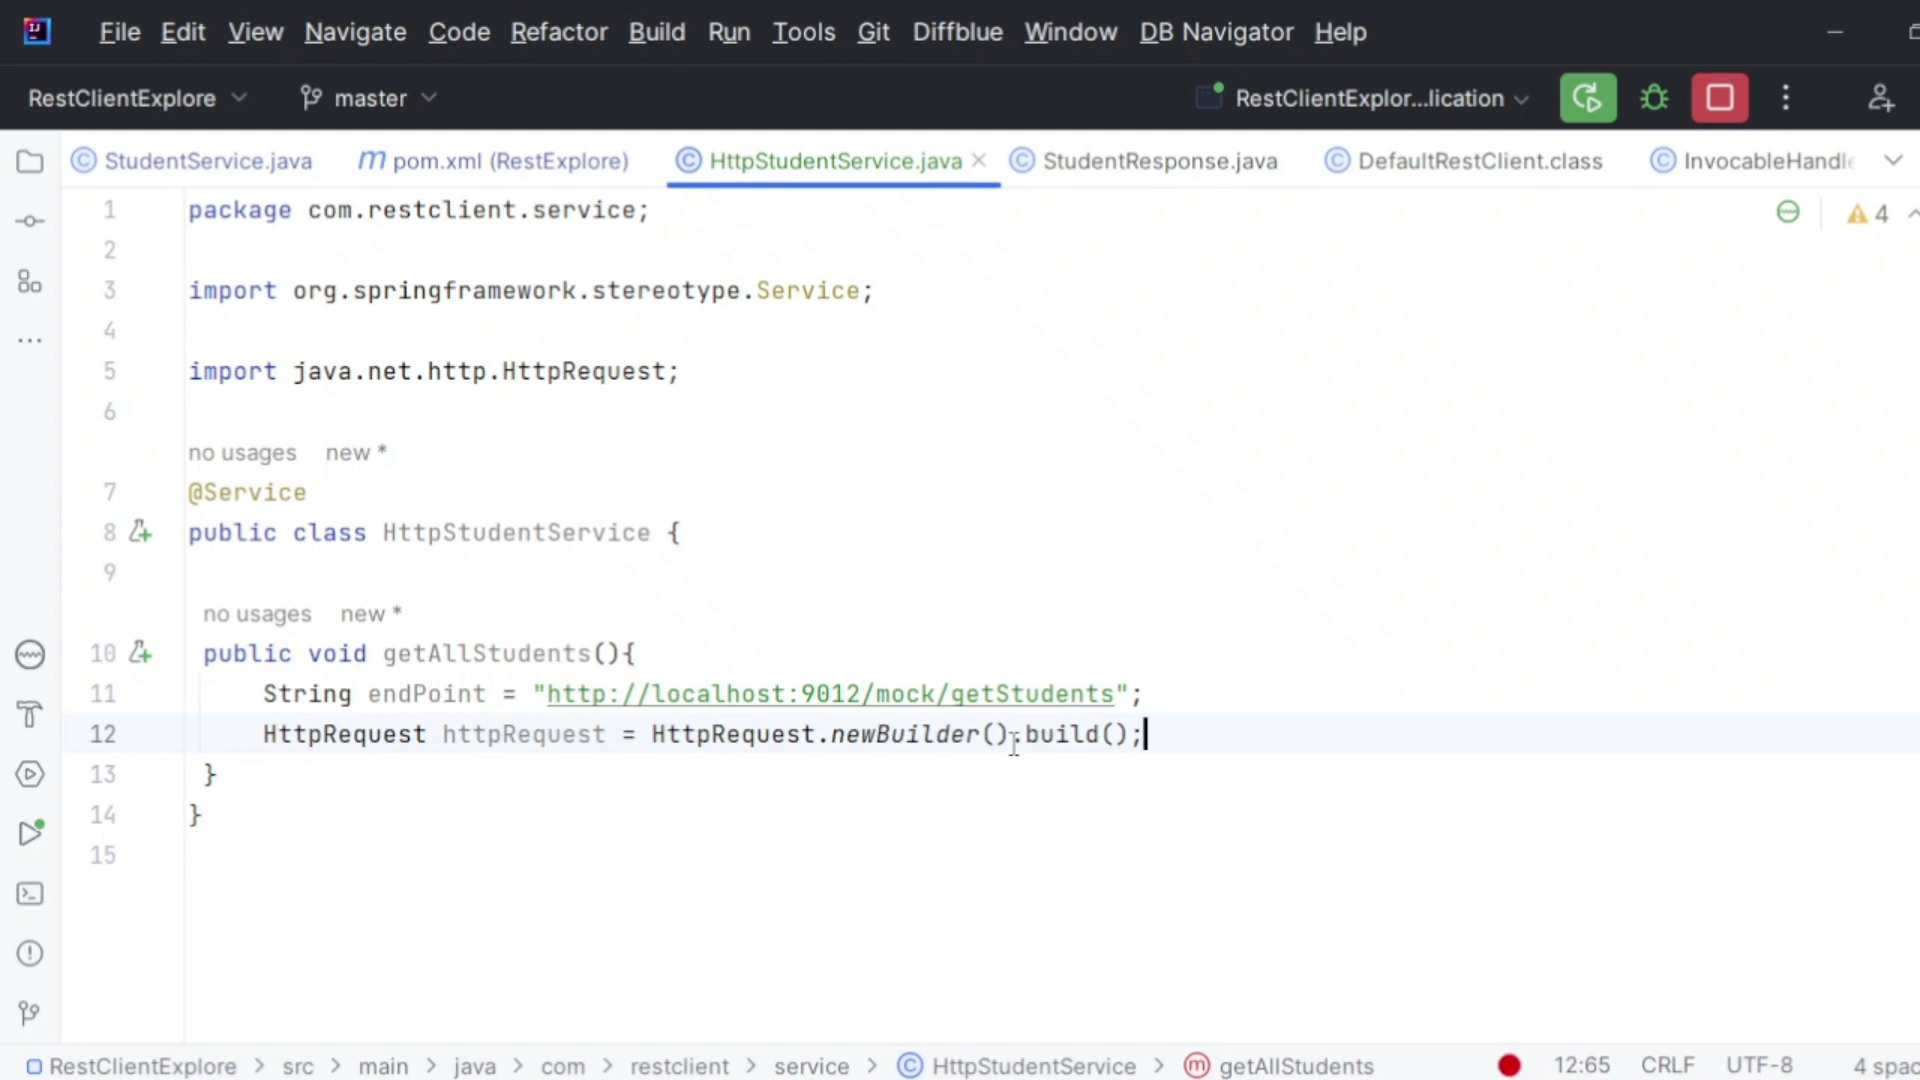 File Edit View Navigate Code Refactor Build Run Tools Git Diffblue Window DB Navigator Help
RestClientExplore master RestClientExplor...lication
StudentService.java pom.xml (RestExplore) HttpStudentService.java StudentResponse.java DefaultRestClient.class InvocableHandle
1 package com.restclient.service; 4
2
3 import org.springframework.stereotype.Service;
4
5 import java.net.http.HttpRequest;
6
no usages new *
7 @Service
8 public class HttpStudentService {
9
no usages new *
10 public void getAllStudents(){
11 String endPoint = "http://localhost:9012/mock/getStudents";
12 HttpRequest httpRequest = HttpRequest.newBuilder().build();
13 }
14 }
15
RestClientExplore > src > main > java > com > restclient > service > HttpStudentService > getAllStudents 12:65 CRLF UTF-8 4 spac